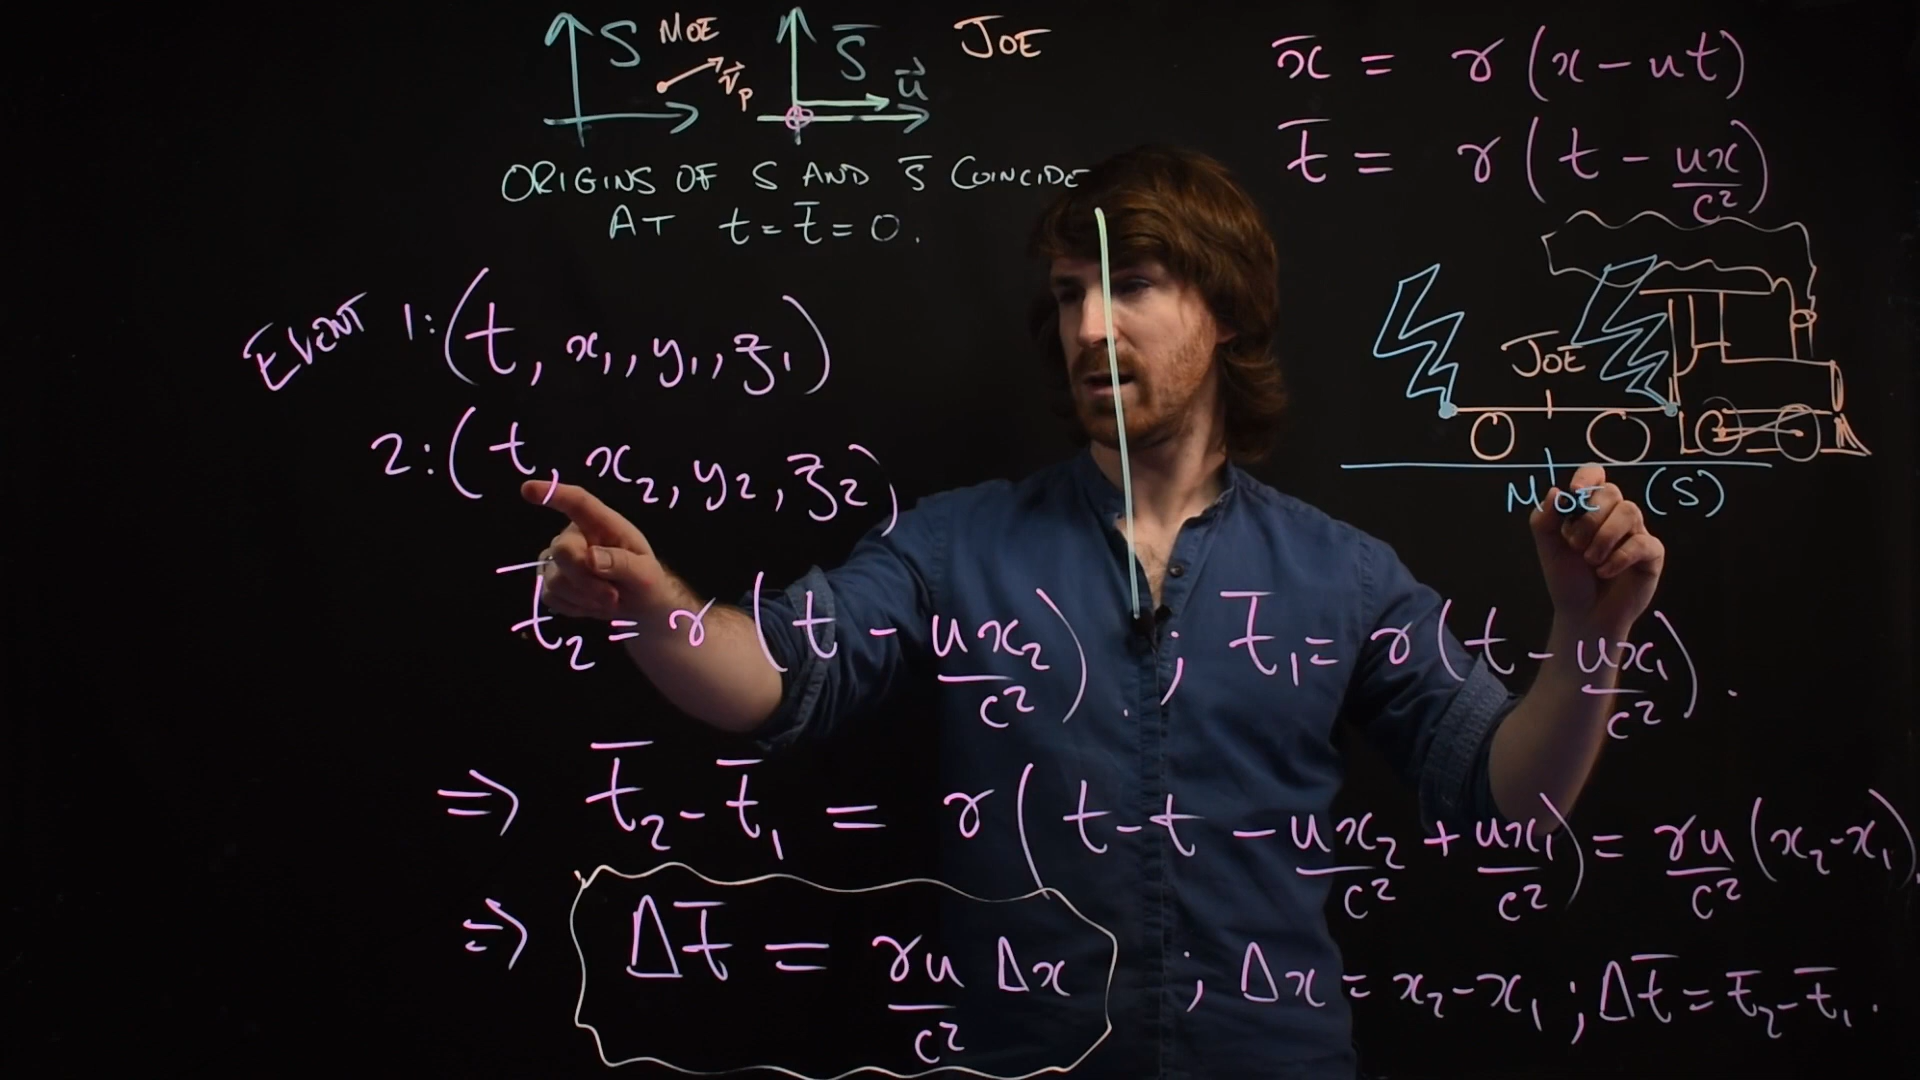 S MOE v⃗ₚ S̅ u⃗ JOE
ORIGINS OF S AND S̅ COINCIDE
AT t = t̅ = 0.
x̅ = γ(x - ut)
t̅ = γ(t - ux/c²)
JOE
MOE (S)
EVENT 1: (t, x₁, y₁, z₁)
2: (t, x₂, y₂, z₂)
t̅₂ = γ(t - ux₂/c²). ; t̅₁ = γ(t - ux₁/c²).
⇒ t̅₂ - t̅₁ = γ(t - t - ux₂/c² + ux₁/c²) = γu/c² (x₂ - x₁).
⇒ Δt̅ = γu/c² Δx ; Δx = x₂ - x₁ ; Δt̅ = t̅₂ - t̅₁.